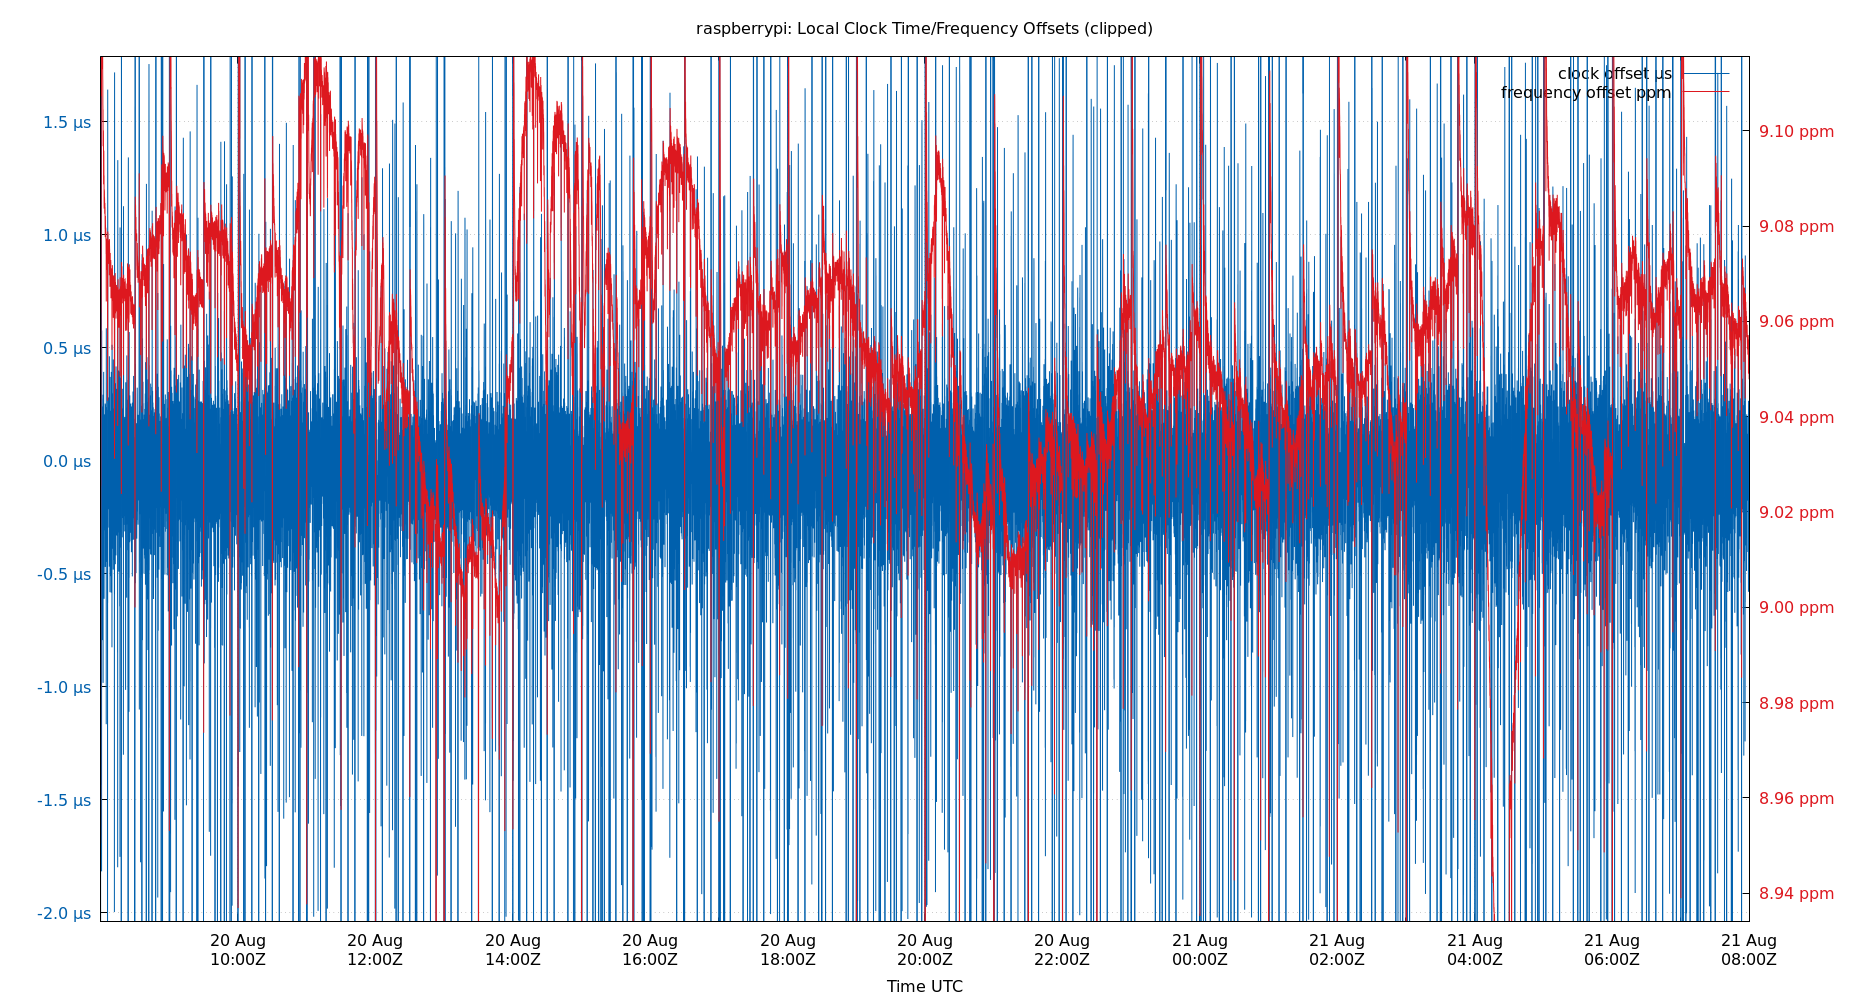 raspberrypi: Local Clock Time/Frequency Offsets (clipped)
clock offset µs
frequency offset ppm
1.5 µs
1.0 µs
0.5 µs
0.0 µs
-0.5 µs
-1.0 µs
-1.5 µs
-2.0 µs
9.10 ppm
9.08 ppm
9.06 ppm
9.04 ppm
9.02 ppm
9.00 ppm
8.98 ppm
8.96 ppm
8.94 ppm
20 Aug 20 Aug 20 Aug 20 Aug 20 Aug 20 Aug 20 Aug 21 Aug 21 Aug 21 Aug 21 Aug 21 Aug
10:00Z 12:00Z 14:00Z 16:00Z 18:00Z 20:00Z 22:00Z 00:00Z 02:00Z 04:00Z 06:00Z 08:00Z
Time UTC